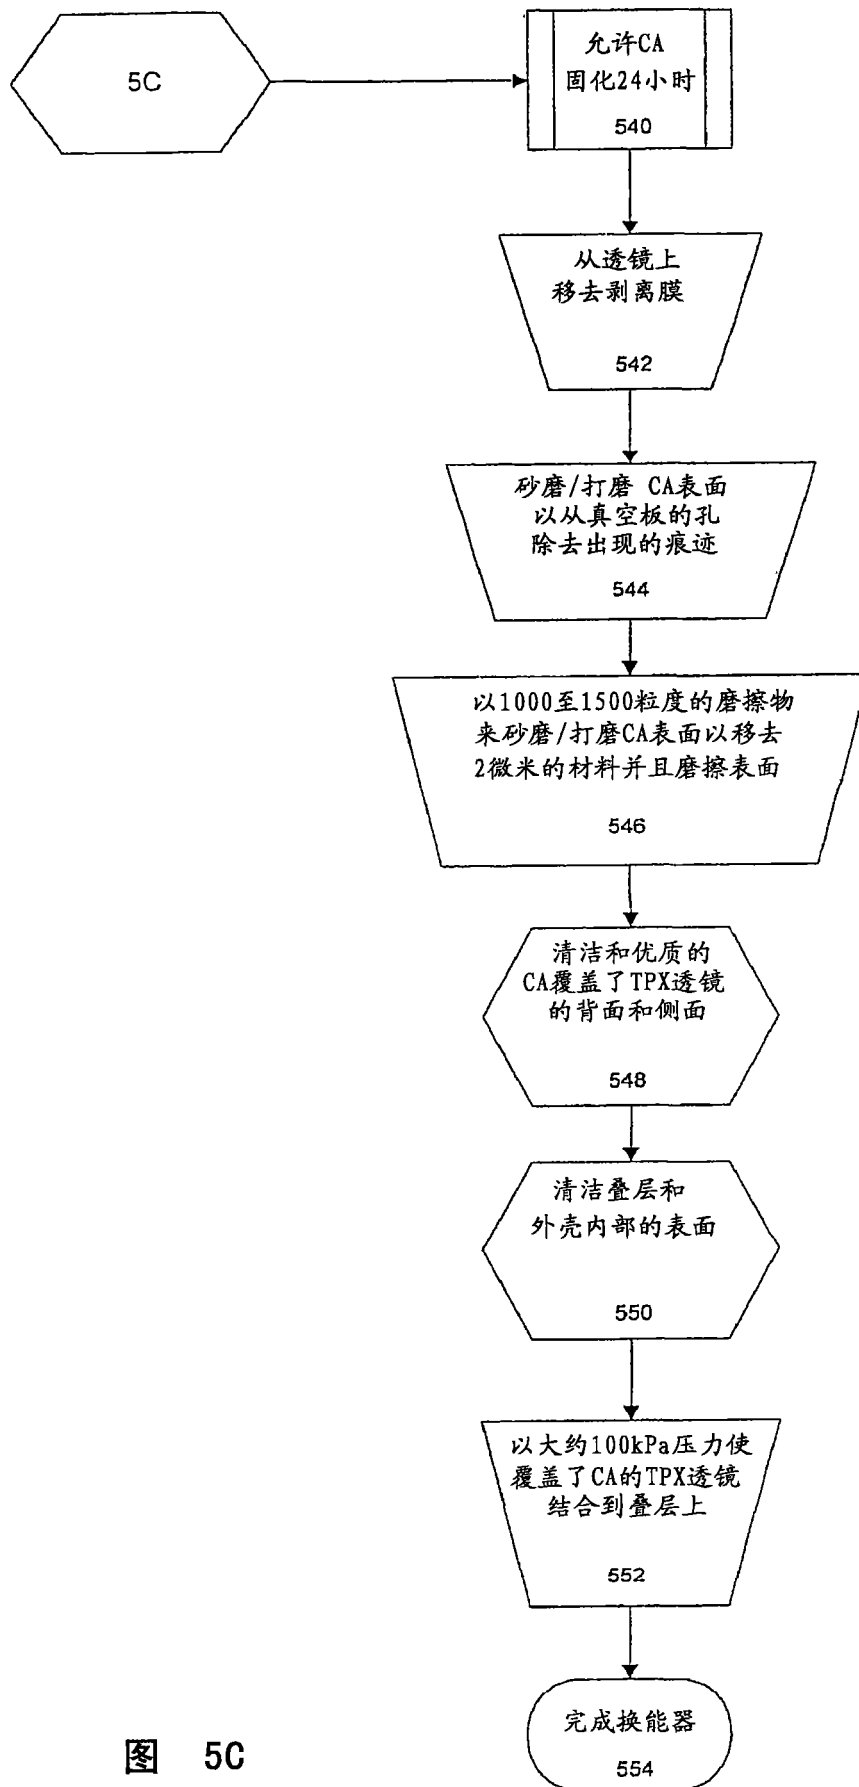 5C
允许CA
固化24小时
540
从透镜上
移去剥离膜
542
砂磨/打磨 CA表面
以从真空板的孔
除去出现的痕迹
544
以1000至1500粒度的磨擦物
来砂磨/打磨CA表面以移去
2微米的材料并且磨擦表面
546
清洁和优质的
CA覆盖了TPX透镜
的背面和侧面
548
清洁叠层和
外壳内部的表面
550
以大约100kPa压力使
覆盖了CA的TPX透镜
结合到叠层上
552
完成换能器
554
图 5C